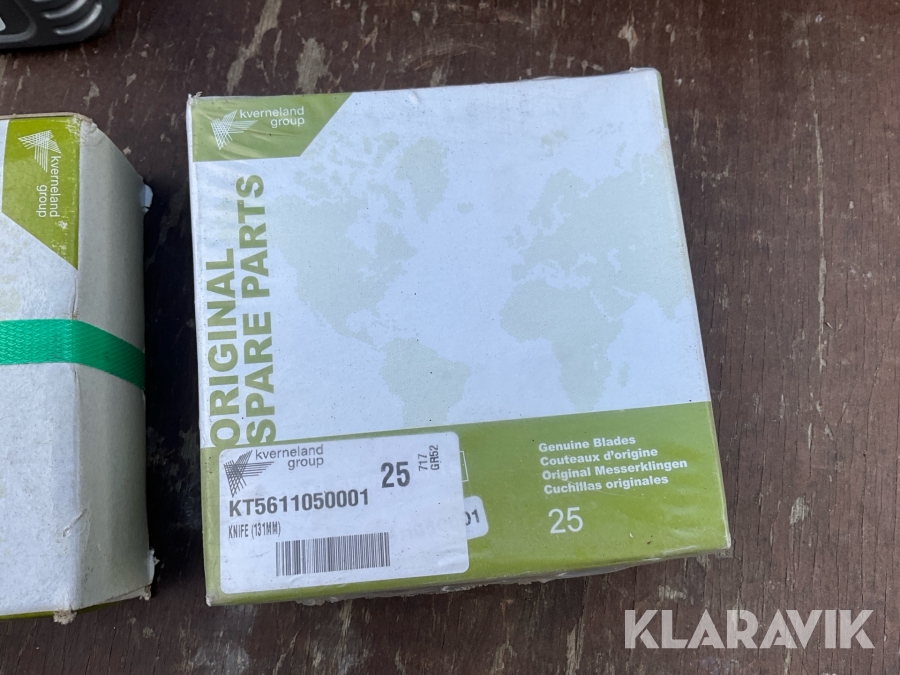 kverneland
group
kverneland
group
ORIGINAL
SPARE PARTS
kverneland
group
25
717
GR52
KT5611050001
KNIFE (131MM)
01
Genuine Blades
Couteaux d'origine
Original Messerklingen
Cuchillas originales
25
KLARAVIK